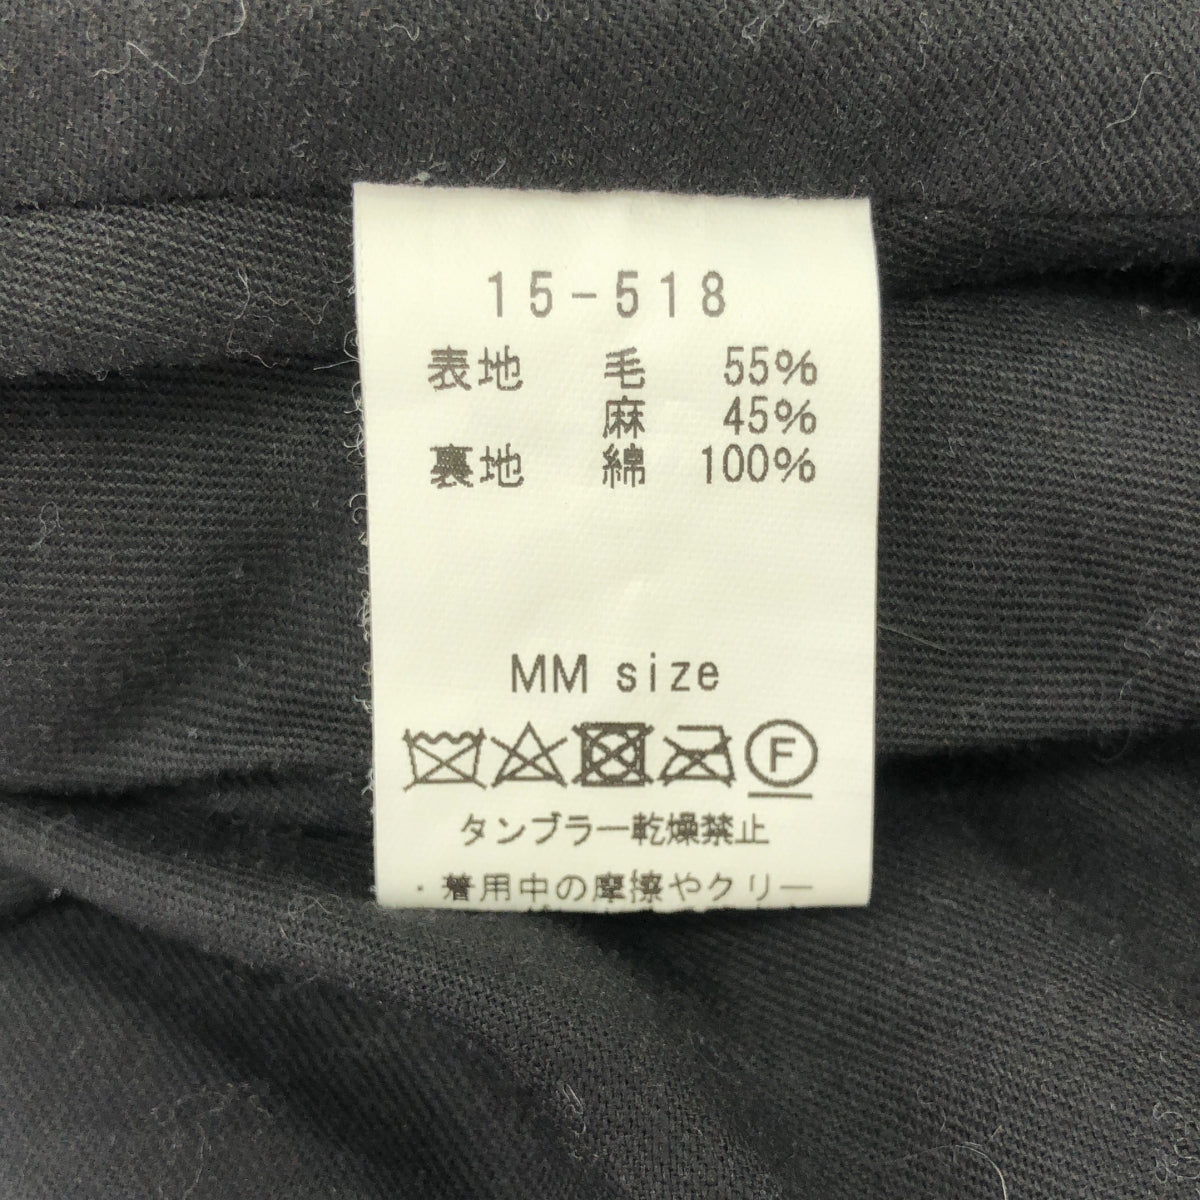 15-518
表地 毛 55%
麻 45%
裏地 綿 100%
MM size
F
タンブラー乾燥禁止
・着用中の摩擦やクリー